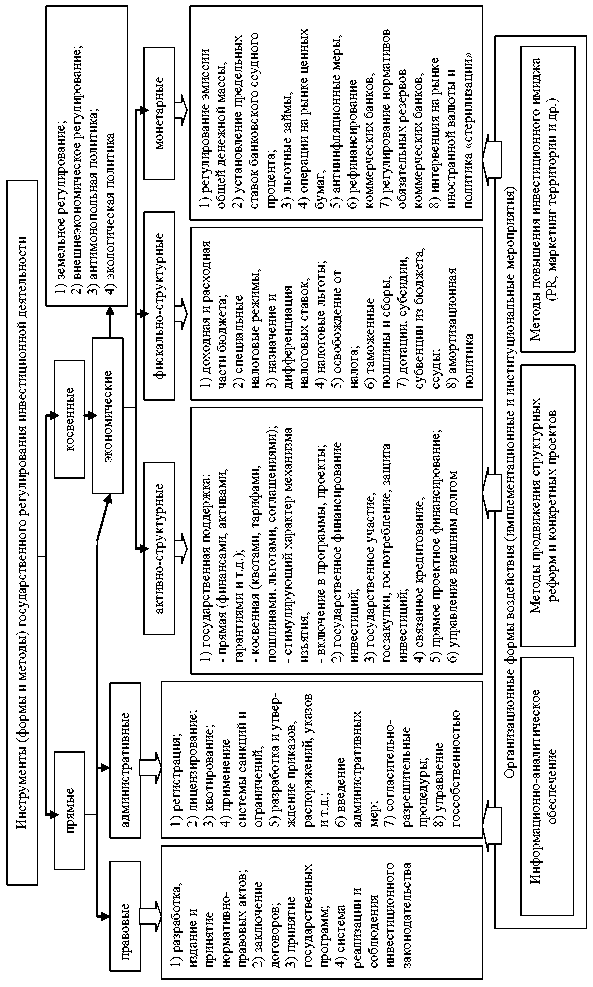 Инструменты (формы и методы) государственного регулирования инвестиционной деятельности
прямые
косвенные
1) земельное регулирование;
2) внешнеэкономическое регулирование;
3) антимонопольная политика;
4) экологическая политика
экономические
правовые
административные
активно-структурные
фискально-структурные
монетарные
1) разработка,
издание и
принятие
нормативно-
правовых актов;
2) заключение
договоров;
3) принятие
государственных
программ;
4) система
реализации и
соблюдения
инвестиционного
законодательства
1) регистрация;
2) лицензирование;
3) квотирование;
4) применение
системы санкций и
ограничений,
5) разработка и утвер-
ждение приказов,
распоряжений, указов
и т.д.;
6) введение
административных
мер;
7) согласительно-
разрешительные
процедуры;
8) управление
госсобственностью
1) государственная поддержка:
- прямая (финансами, активами,
гарантиями и т.д.),
- косвенная (квотами, тарифами,
пошлинами, льготами, соглашениями);
- стимулирующий характер механизма
изъятия,
- включение в программы, проекты;
2) государственное финансирование
инвестиций;
3) государственное участие,
госзакупки, госпотребление, защита
инвестиций;
4) связанное кредитование,
5) прямое проектное финансирование;
6) управление внешним долгом
1) доходная и расходная
части бюджета;
2) специальные
налоговые режимы,
3) назначение и
дифференциация
налоговых ставок,
4) налоговые льготы;
5) освобождение от
налога;
6) таможенные
пошлины и сборы,
7) дотации, субсидии,
субвенции из бюджета,
ссуды;
8) амортизационная
политика
1) регулирование эмиссии
общей денежной массы,
2) установление предельных
ставок банковского ссудного
процента;
3) льготные займы,
4) операции на рынке ценных
бумаг,
5) антиинфляционные меры,
6) рефинансирование
коммерческих банков,
7) регулирование нормативов
обязательных резервов
коммерческих банков,
8) интервенция на рынке
иностранной валюты и
политика «стерилизации»
Организационные формы воздействия (имплементационные и институциональные мероприятия)
Информационно-аналитическое
обеспечение
Методы продвижения структурных
реформ и конкретных проектов
Методы повышения инвестиционного имиджа
(PR, маркетинг территории и др.)